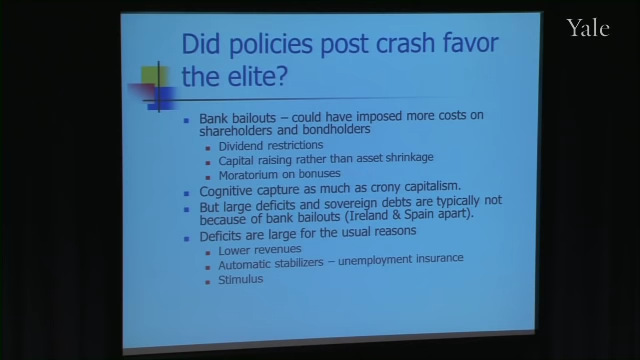 Yale
Did policies post crash favor
the elite?
Bank bailouts – could have imposed more costs on
shareholders and bondholders
Dividend restrictions
Capital raising rather than asset shrinkage
Moratorium on bonuses
Cognitive capture as much as crony capitalism.
But large deficits and sovereign debts are typically not
because of bank bailouts (Ireland & Spain apart).
Deficits are large for the usual reasons
Lower revenues
Automatic stabilizers – unemployment insurance
Stimulus